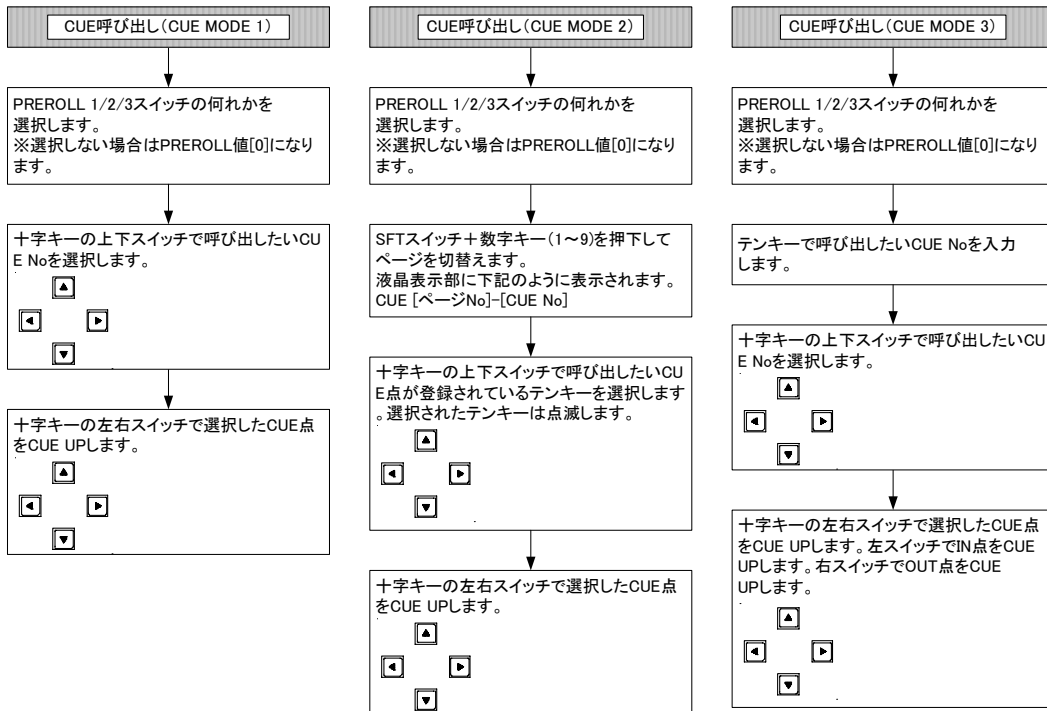 CUE呼び出し(CUE MODE 1)
PREROLL 1/2/3スイッチの何れかを
選択します。
※選択しない場合はPREROLL値[0]になり
ます。
十字キーの上下スイッチで呼び出したいCU
E Noを選択します。
十字キーの左右スイッチで選択したCUE点
をCUE UPします。
CUE呼び出し(CUE MODE 2)
PREROLL 1/2/3スイッチの何れかを
選択します。
※選択しない場合はPREROLL値[0]になり
ます。
SFTスイッチ+数字キー(1~9)を押下して
ページを切替えます。
液晶表示部に下記のように表示されます。
CUE [ページNo]-[CUE No]
十字キーの上下スイッチで呼び出したいCU
E点が登録されているテンキーを選択します
。選択されたテンキーは点滅します。
十字キーの左右スイッチで選択したCUE点
をCUE UPします。
CUE呼び出し(CUE MODE 3)
PREROLL 1/2/3スイッチの何れかを
選択します。
※選択しない場合はPREROLL値[0]になり
ます。
テンキーで呼び出したいCUE Noを入力
します。
十字キーの上下スイッチで呼び出したいCU
E Noを選択します。
十字キーの左右スイッチで選択したCUE点
をCUE UPします。左スイッチでIN点をCUE
UPします。右スイッチでOUT点をCUE
UPします。